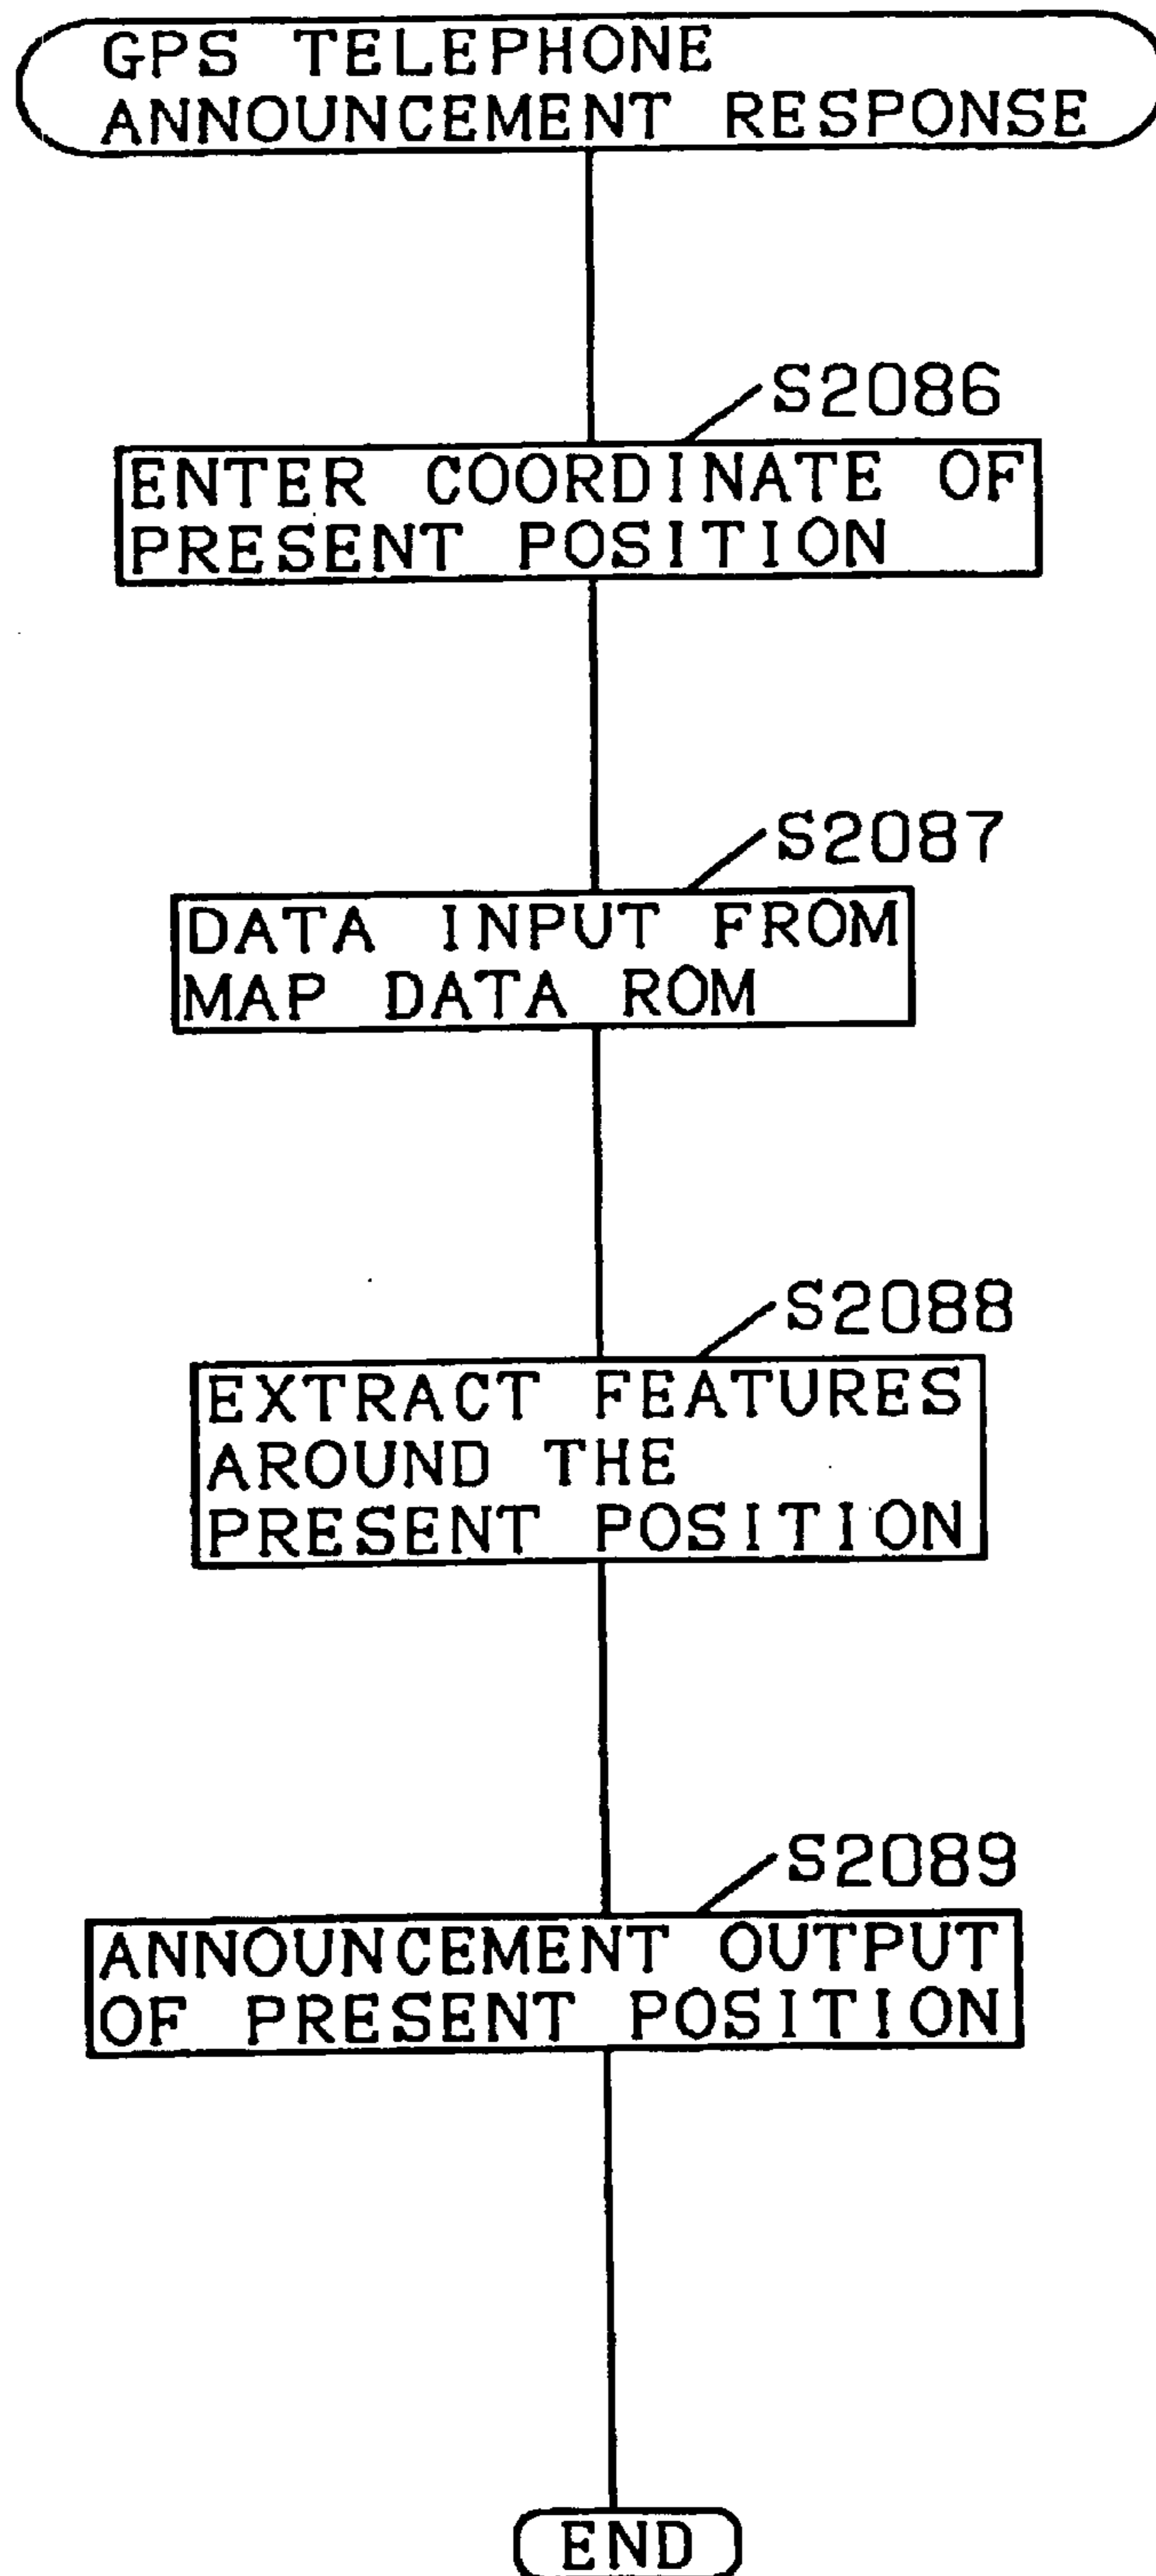 GPS TELEPHONE
ANNOUNCEMENT RESPONSE
S2086
ENTER COORDINATE OF
PRESENT POSITION
S2087
DATA INPUT FROM
MAP DATA ROM
S2088
EXTRACT FEATURES
AROUND THE
PRESENT POSITION
S2089
ANNOUNCEMENT OUTPUT
OF PRESENT POSITION
END